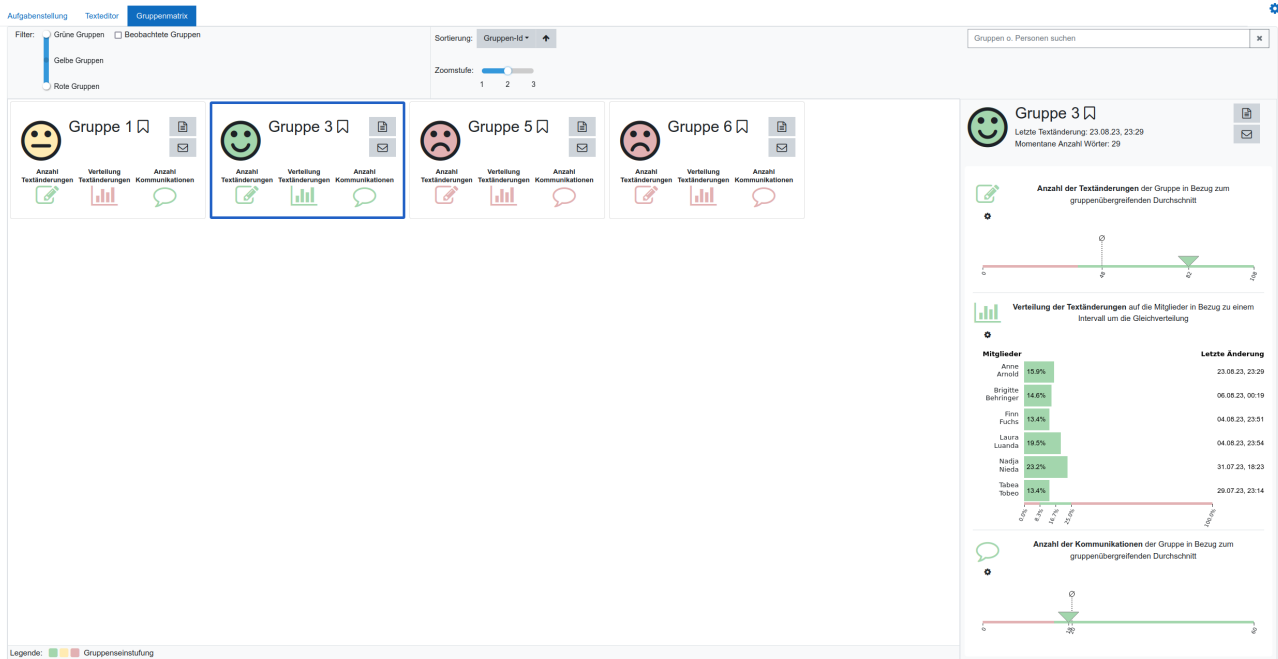 Aufgabenstellung Texteditor Gruppenmatrix
Filter: Grüne Gruppen Beobachtete Gruppen
Gelbe Gruppen
Rote Gruppen
Sortierung: Gruppen-Id
Zoomstufe:
1 2 3
Gruppen o. Personen suchen
Gruppe 1
Anzahl Textänderungen
Verteilung Textänderungen
Anzahl Kommunikationen
Gruppe 3
Anzahl Textänderungen
Verteilung Textänderungen
Anzahl Kommunikationen
Gruppe 5
Anzahl Textänderungen
Verteilung Textänderungen
Anzahl Kommunikationen
Gruppe 6
Anzahl Textänderungen
Verteilung Textänderungen
Anzahl Kommunikationen
Gruppe 3
Letzte Textänderung: 23.08.23, 23:29
Momentane Anzahl Wörter: 29
Anzahl der Textänderungen der Gruppe in Bezug zum
gruppenübergreifenden Durchschnitt
Ø
0 48 82 108
Verteilung der Textänderungen auf die Mitglieder in Bezug zu einem
Intervall um die Gleichverteilung
Mitglieder Letzte Änderung
Anne
Arnold 15,9% 23.08.23, 23:29
Brigitte
Behringer 14.6% 06.08.23, 00:19
Finn
Fuchs 13.4% 04.08.23, 23:51
Laura
Luanda 19.5% 04.08.23, 23:54
Nadja
Nieda 23.2% 31.07.23, 18:23
Tabea
Tobeo 13.4% 29.07.23, 23:14
0,0% 8,3% 16,7% 25,0% 100,0%
Anzahl der Kommunikationen der Gruppe in Bezug zum
gruppenübergreifenden Durchschnitt
Ø
0 20 60
Legende: Gruppeneinstufung